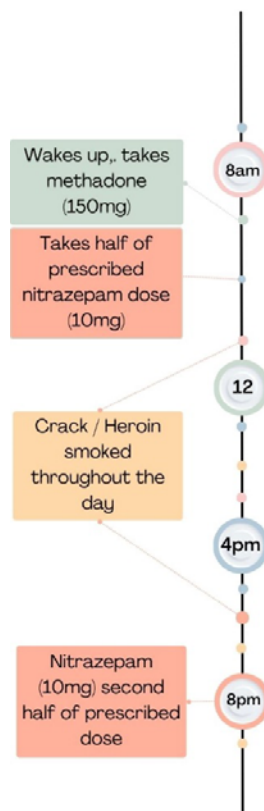 8am
Wakes up,. takes
methadone
(150mg)
Takes half of
prescribed
nitrazepam dose
(10mg)
12
Crack / Heroin
smoked
throughout the
day
4pm
Nitrazepam
(10mg) second
half of prescribed
dose
8pm